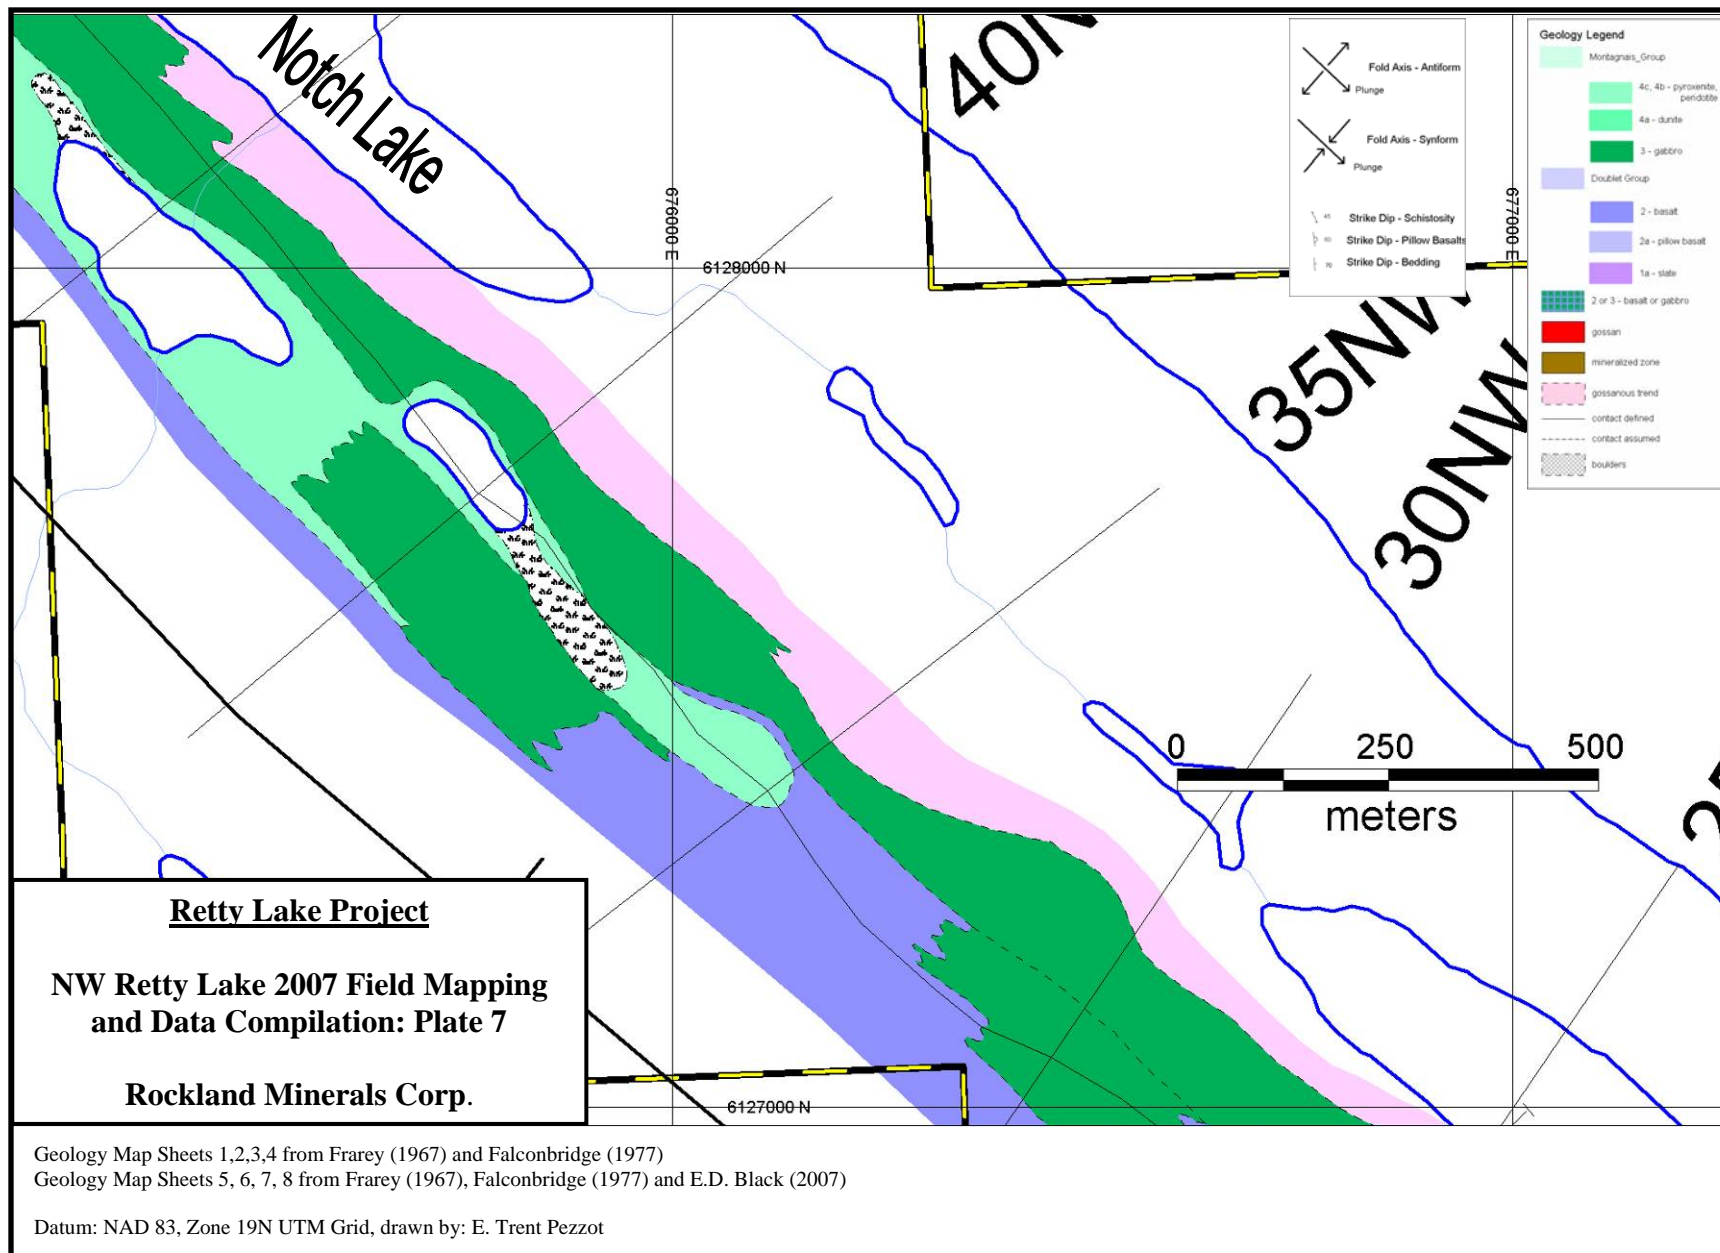 Notch Lake
40N
676000 E
677000 E
6128000 N
Fold Axis - Antiform
Plunge
Fold Axis - Synform
Plunge
45 Strike Dip - Schistosity
60 Strike Dip - Pillow Basalts
70 Strike Dip - Bedding
Geology Legend
Montagnais_Group
4c, 4b - pyroxenite,
peridotite
4a - dunite
3 - gabbro
Doublet Group
2 - basalt
2a - pillow basalt
1a - slate
2 or 3 - basalt or gabbro
gossan
mineralized zone
gossanous trend
contact defined
contact assumed
boulders
35NW
30NW
0 250 500
meters
6127000 N
Retty Lake Project
NW Retty Lake 2007 Field Mapping
and Data Compilation: Plate 7
Rockland Minerals Corp.
Geology Map Sheets 1,2,3,4 from Frarey (1967) and Falconbridge (1977)
Geology Map Sheets 5, 6, 7, 8 from Frarey (1967), Falconbridge (1977) and E.D. Black (2007)
Datum: NAD 83, Zone 19N UTM Grid, drawn by: E. Trent Pezzot